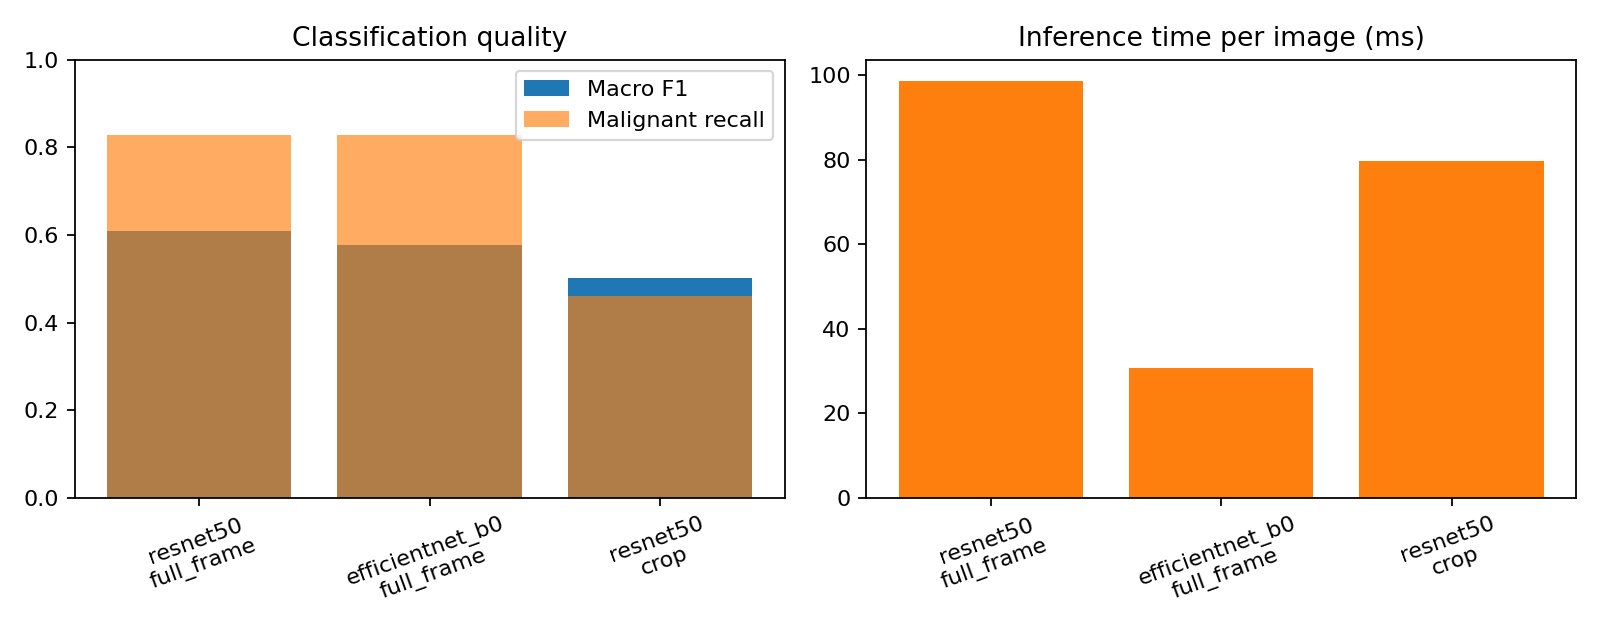 Classification quality
1.0
0.8
0.6
0.4
0.2
0.0
Macro F1
Malignant recall
resnet50
full_frame
efficientnet_b0
full_frame
resnet50
crop
Inference time per image (ms)
100
80
60
40
20
0
resnet50
full_frame
efficientnet_b0
full_frame
resnet50
crop